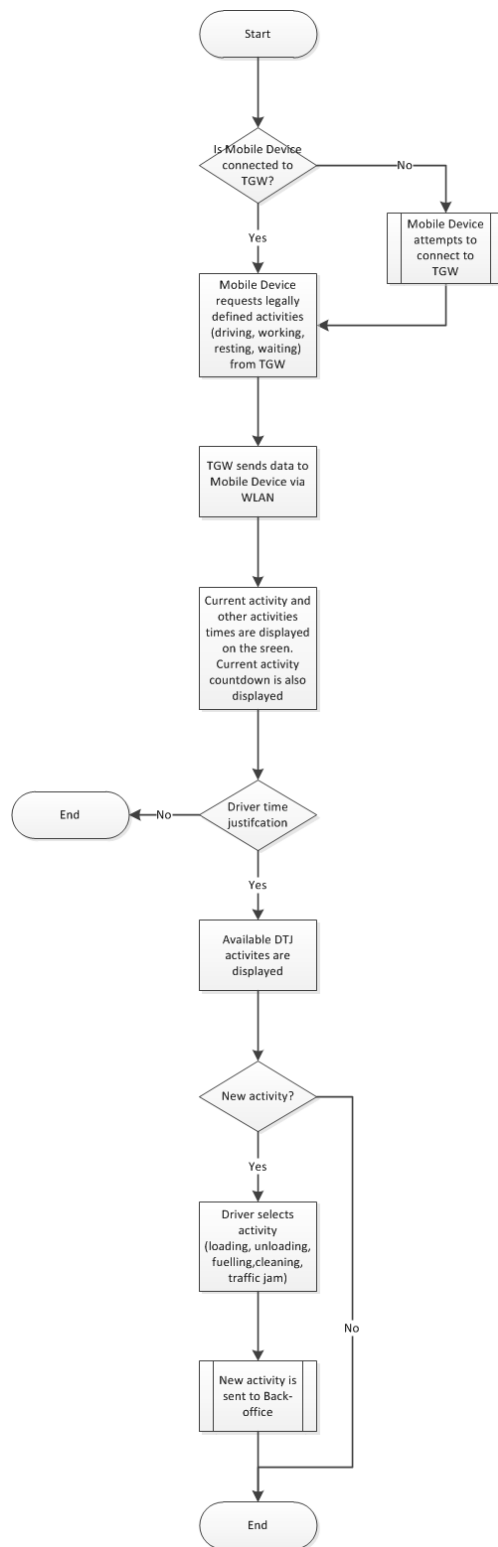 Start
Is Mobile Device
connected to
TGW?
No
Mobile Device
attempts to
connect to
TGW
Yes
Mobile Device
requests legally
defined activities
(driving, working,
resting, waiting)
from TGW
TGW sends data to
Mobile Device via
WLAN
Current activity and
other activities
times are displayed
on the sreen.
Current activity
countdown is also
displayed
Driver time
justifcation
No
End
Yes
Available DTJ
activites are
displayed
New activity?
Yes
Driver selects
activity
(loading, unloading,
fuelling,cleaning,
traffic jam)
No
New activity is
sent to Back-
office
End